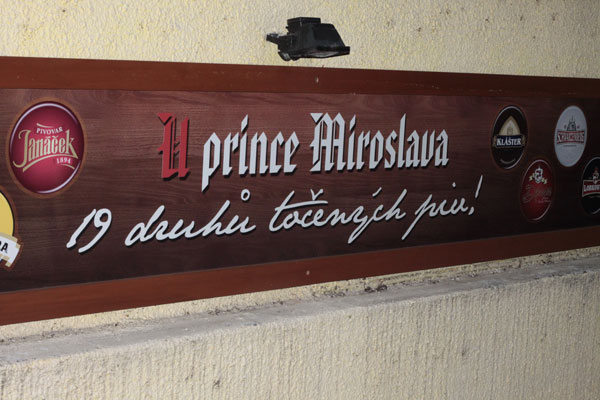 Ů prince Miroslava
19 druhů točených piv!
PIVOVAR
Janáček
1894
KLÁŠTER